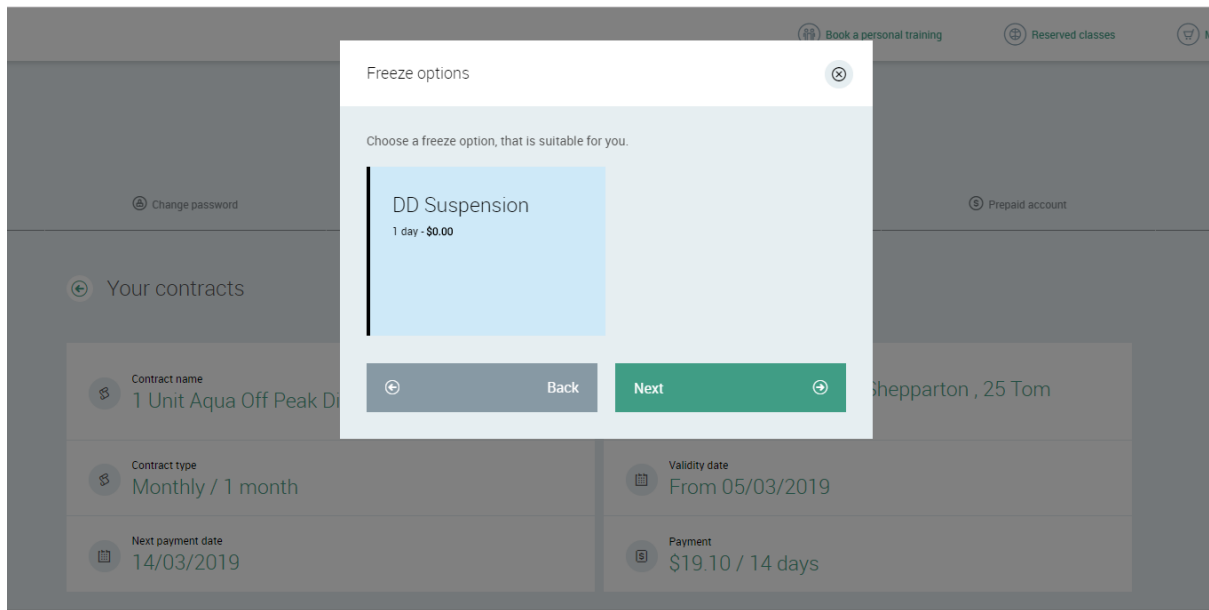 Book a personal training
Reserved classes
Freeze options
Choose a freeze option, that is suitable for you.
DD Suspension
1 day - $0.00
Back
Next
Change password
Prepaid account
Your contracts
Contract name
1 Unit Aqua Off Peak
Shepparton , 25 Tom
Contract type
Monthly / 1 month
Validity date
From 05/03/2019
Next payment date
14/03/2019
Payment
$19.10 / 14 days